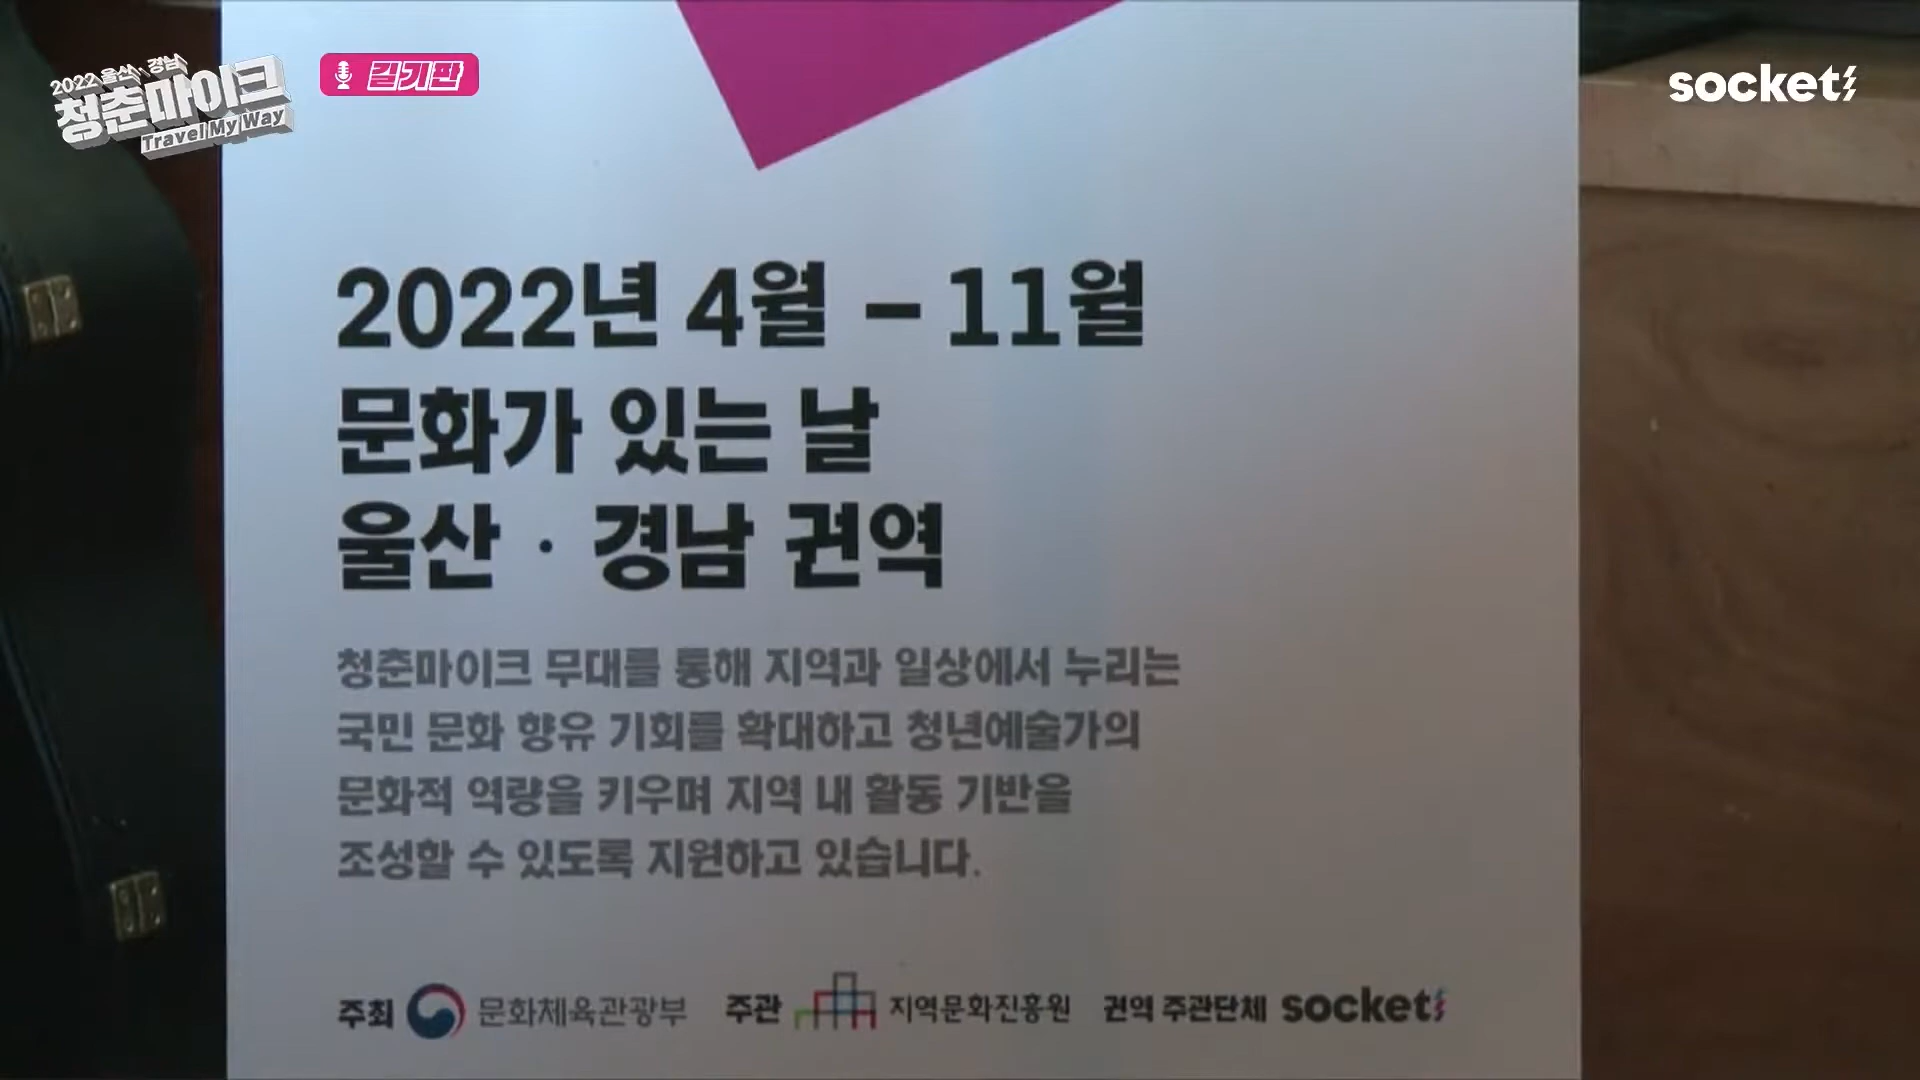 2022 울산·경남
청춘마이크
Travel My Way
길기판
socket
2022년 4월 – 11월
문화가 있는 날
울산 · 경남 권역
청춘마이크 무대를 통해 지역과 일상에서 누리는
국민 문화 향유 기회를 확대하고 청년예술가의
문화적 역량을 키우며 지역 내 활동 기반을
조성할 수 있도록 지원하고 있습니다.
주최 문화체육관광부 주관 지역문화진흥원 권역 주관단체 socket